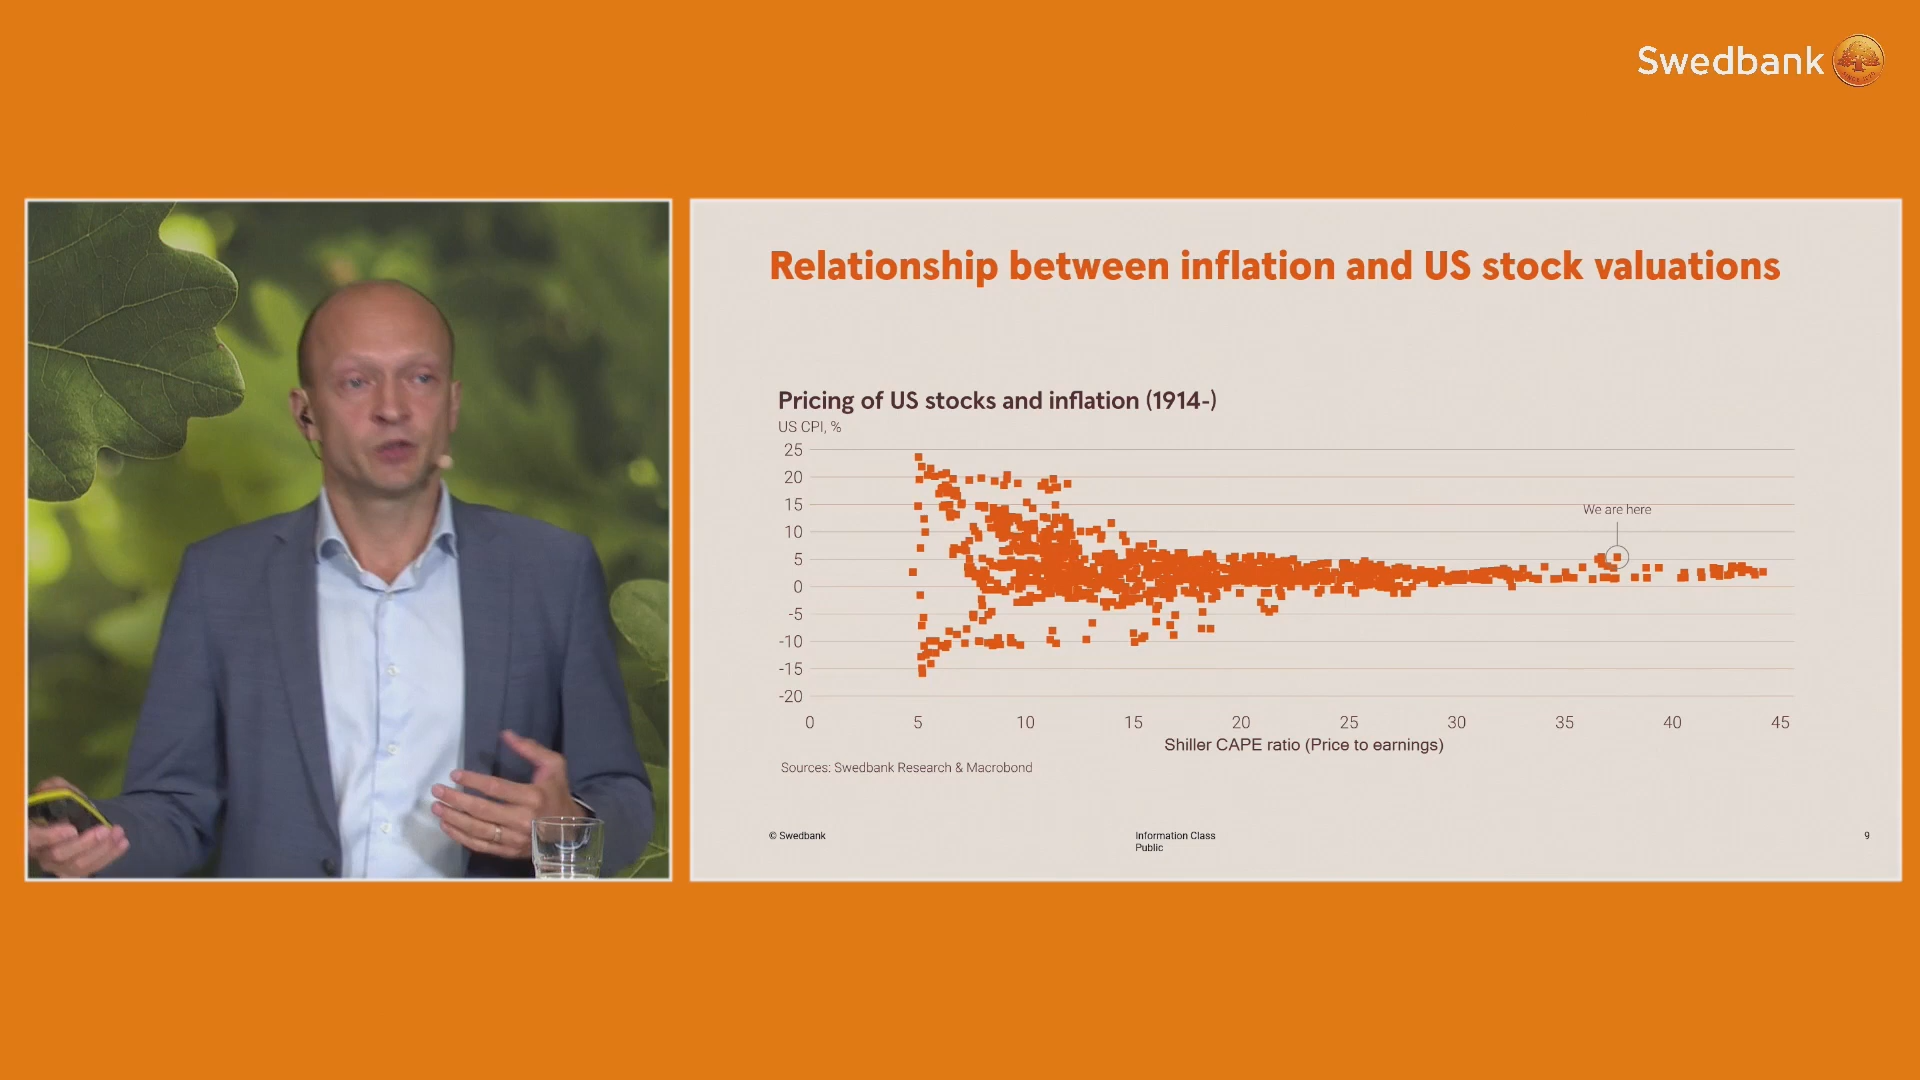 Swedbank
Relationship between inflation and US stock valuations
Pricing of US stocks and inflation (1914-)
US CPI, %
25
20
15
10
5
0
-5
-10
-15
-20
We are here
0 5 10 15 20 25 30 35 40 45
Shiller CAPE ratio (Price to earnings)
Sources: Swedbank Research & Macrobond
© Swedbank
Information Class
Public
9